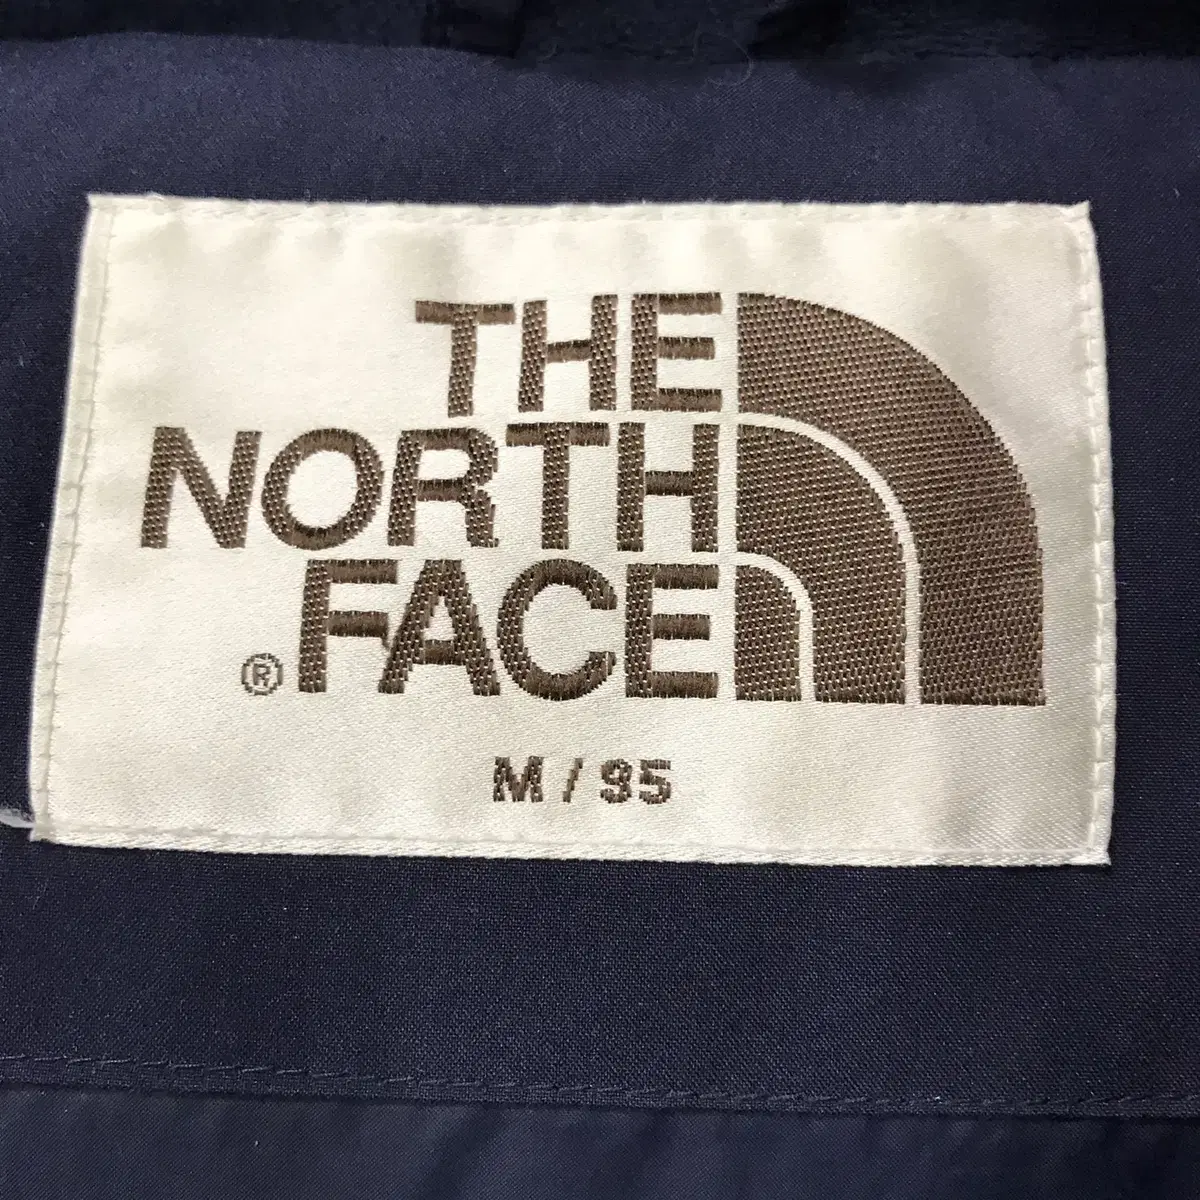 THE
NORTH
® FACE
M / 95